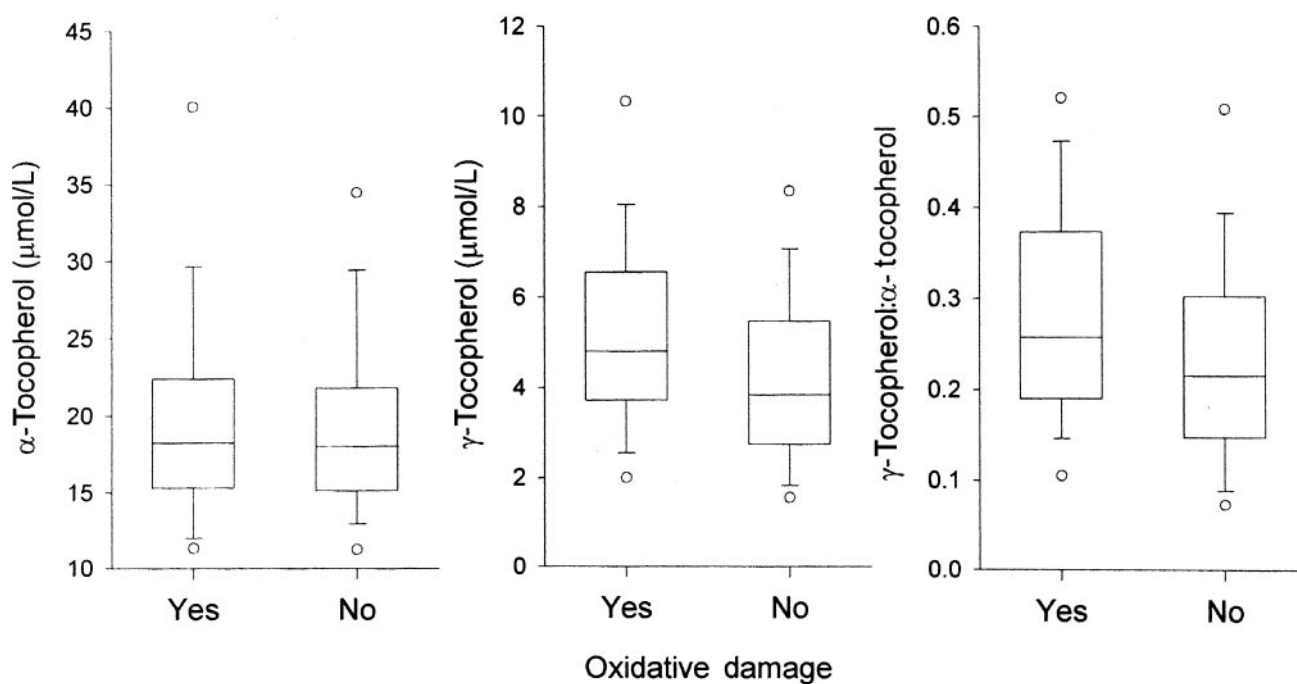 α-Tocopherol (μmol/L)
45
40
35
30
25
20
15
10
Yes
No
γ-Tocopherol (μmol/L)
12
10
8
6
4
2
0
Yes
No
γ-Tocopherol:α- tocopherol
0.6
0.5
0.4
0.3
0.2
0.1
0.0
Yes
No
Oxidative damage